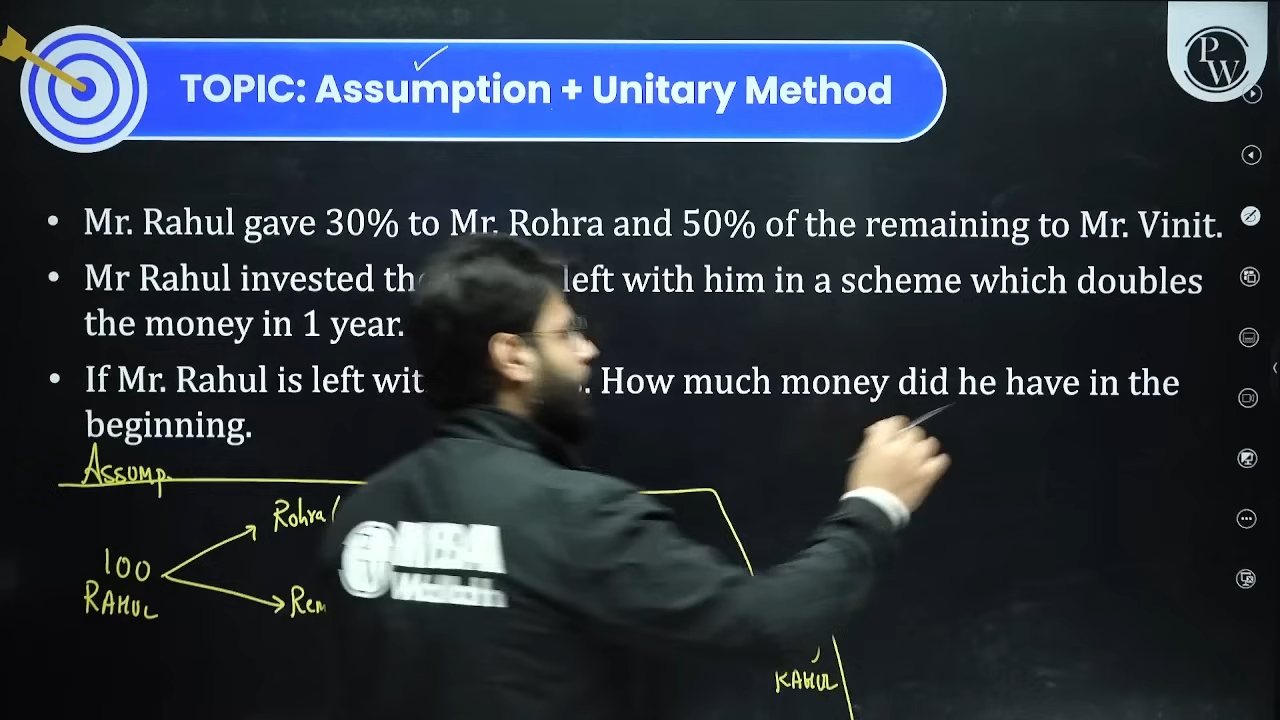 TOPIC: Assumption + Unitary Method
PW
• Mr. Rahul gave 30% to Mr. Rohra and 50% of the remaining to Mr. Vinit.
• Mr Rahul invested left with him in a scheme which doubles
the money in 1 year.
• If Mr. Rahul is left How much money did he have in the
beginning.
Assump.
Rohra (
100
RAHUL
Rem
RAHUL